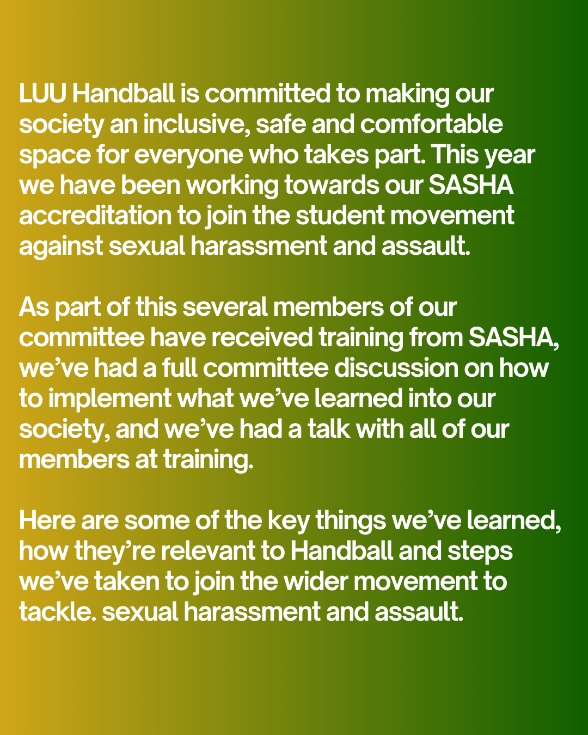 LUU Handball is committed to making our
society an inclusive, safe and comfortable
space for everyone who takes part. This year
we have been working towards our SASHA
accreditation to join the student movement
against sexual harassment and assault.
As part of this several members of our
committee have received training from SASHA,
we’ve had a full committee discussion on how
to implement what we’ve learned into our
society, and we’ve had a talk with all of our
members at training.
Here are some of the key things we’ve learned,
how they’re relevant to Handball and steps
we’ve taken to join the wider movement to
tackle. sexual harassment and assault.